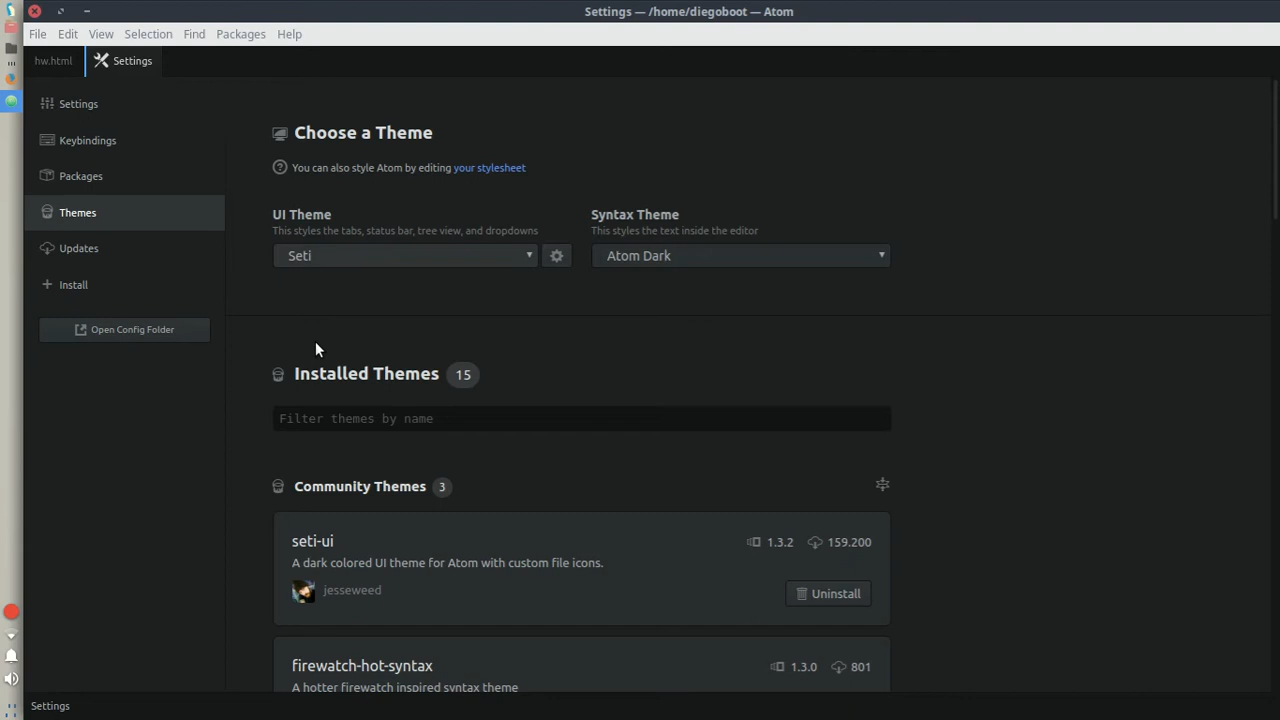 Settings — /home/diegoboot — Atom
File Edit View Selection Find Packages Help
hw.html Settings
Settings
Keybindings
Packages
Themes
Updates
Install
Open Config Folder
Choose a Theme
You can also style Atom by editing your stylesheet
UI Theme
This styles the tabs, status bar, tree view, and dropdowns
Seti
Syntax Theme
This styles the text inside the editor
Atom Dark
Installed Themes 15
Filter themes by name
Community Themes 3
seti-ui 1.3.2 159.200
A dark colored UI theme for Atom with custom file icons.
jesseweed Uninstall
firewatch-hot-syntax 1.3.0 801
A hotter firewatch inspired syntax theme
Settings